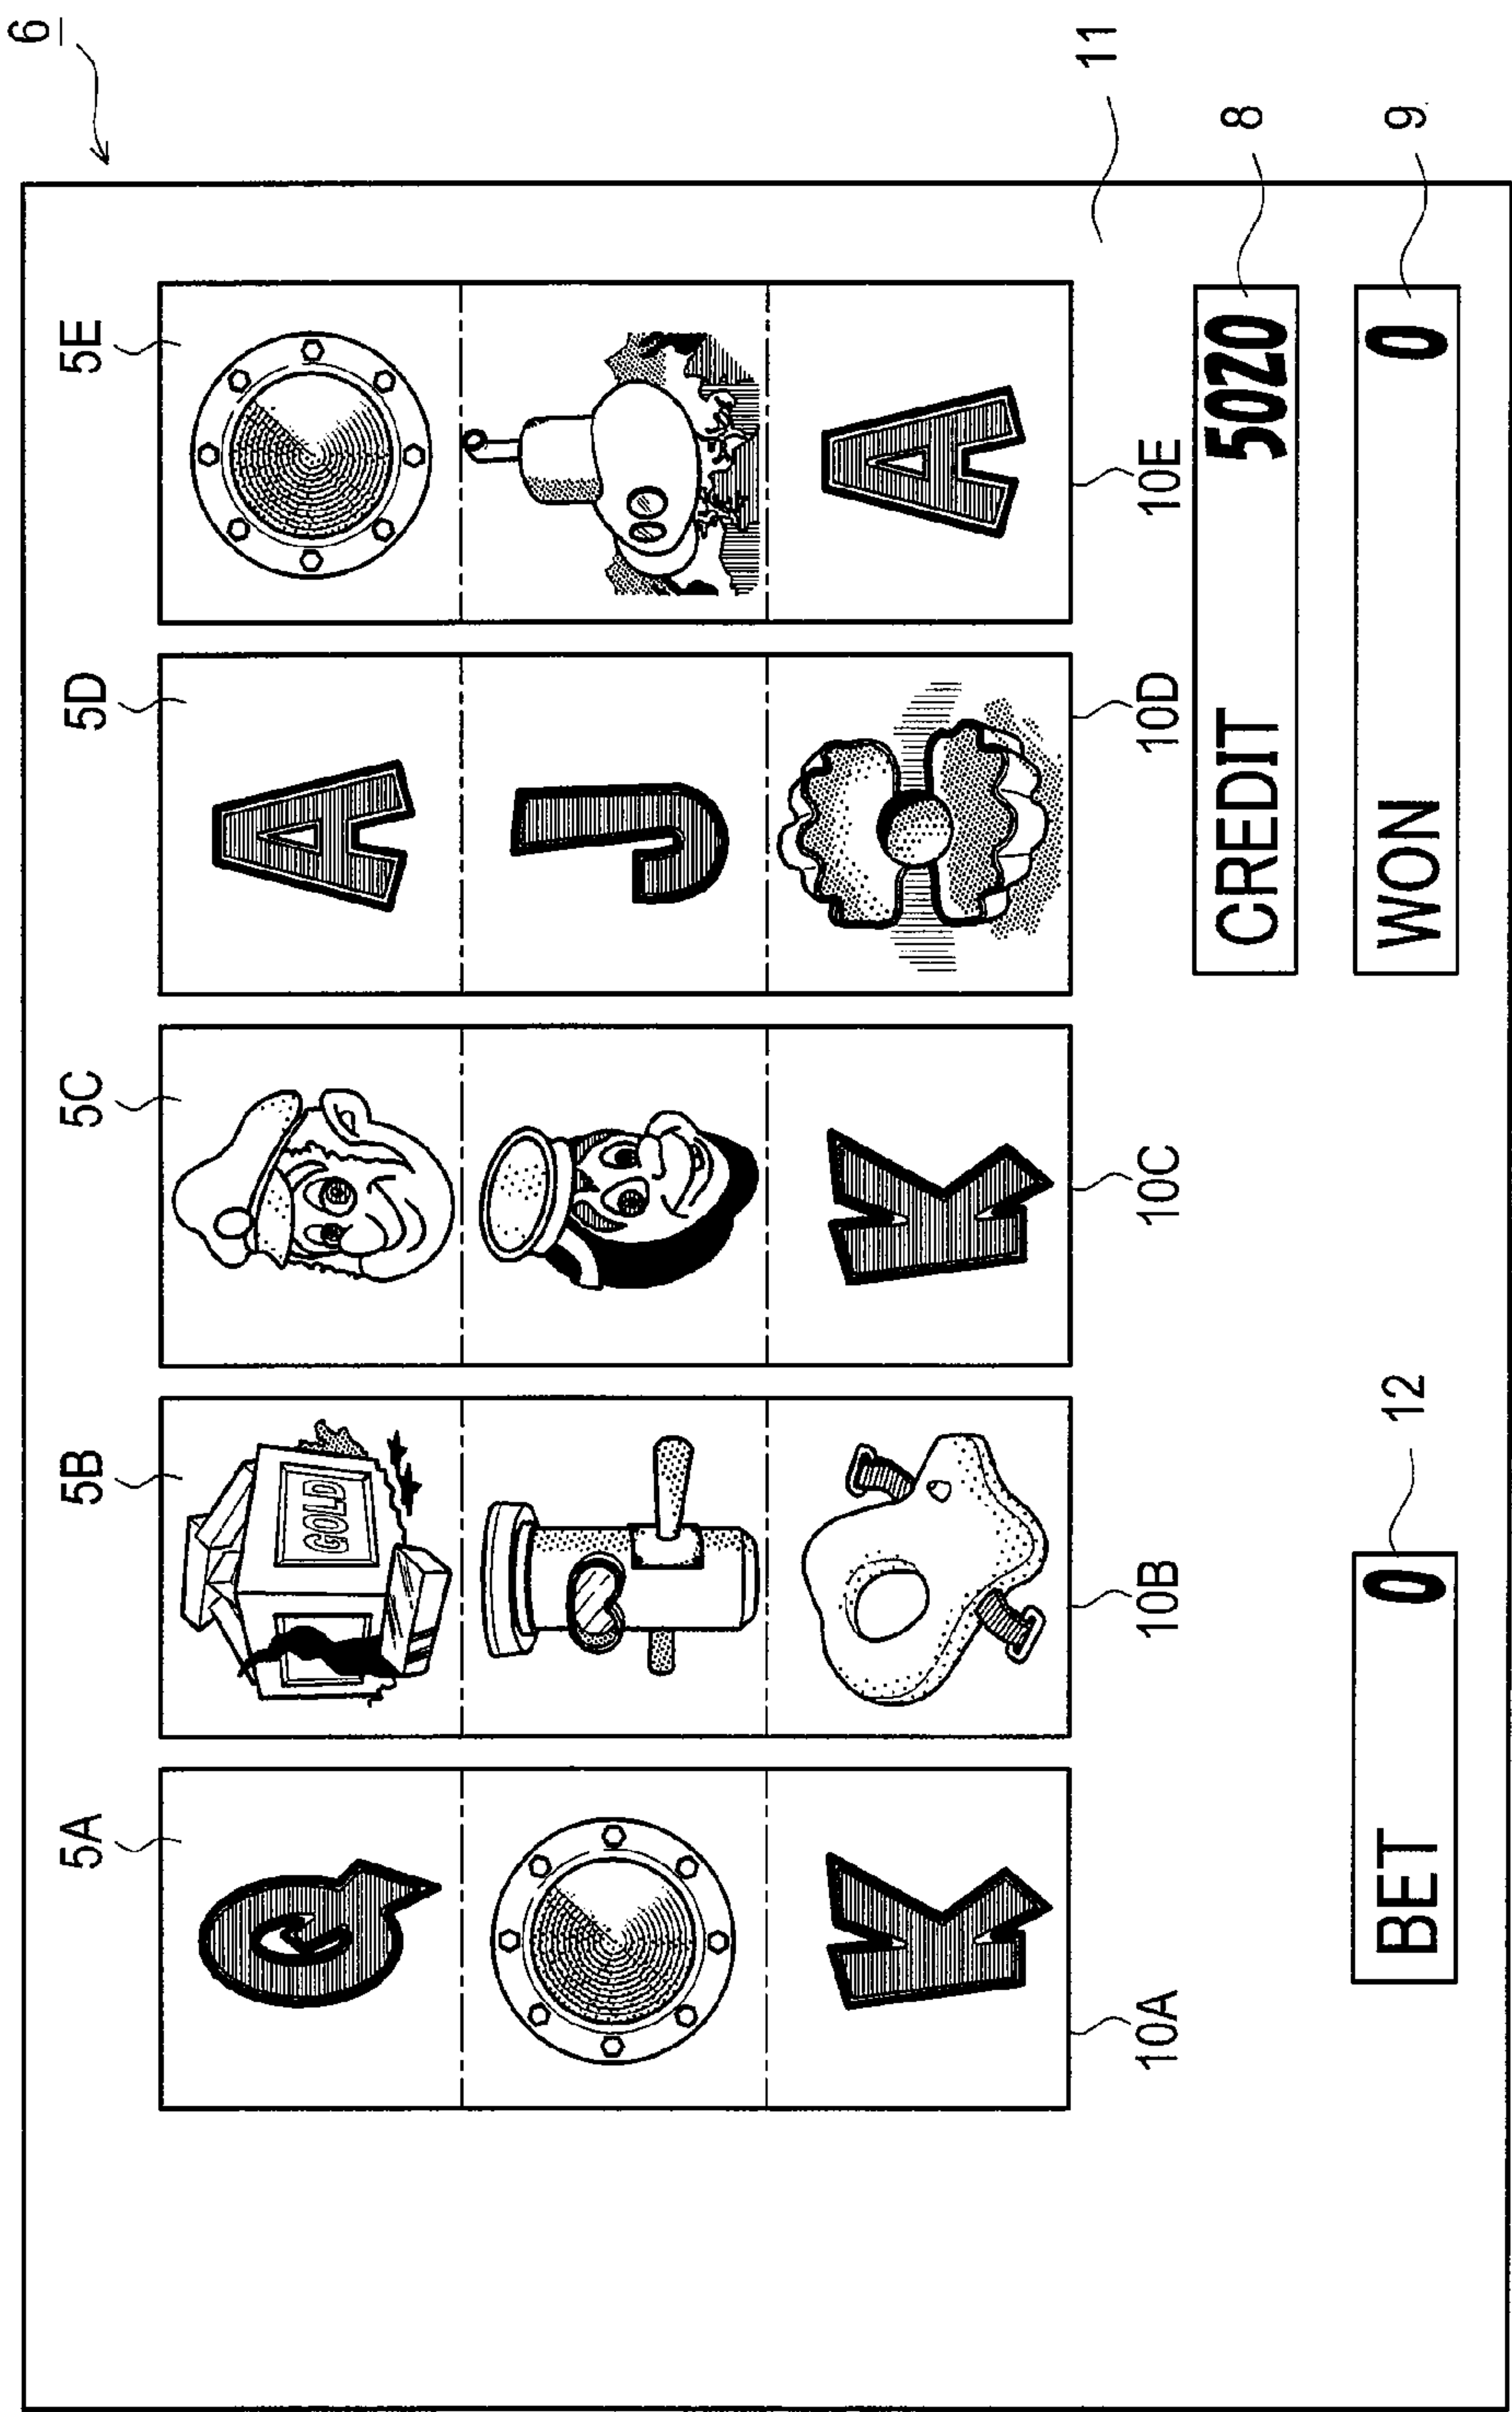 6
5A 5B 5C 5D 5E
Q GOLD A
J
K K A
10A 10B 10C 10D 10E
11
CREDIT 5020 8
BET 0 12 WON 0 9